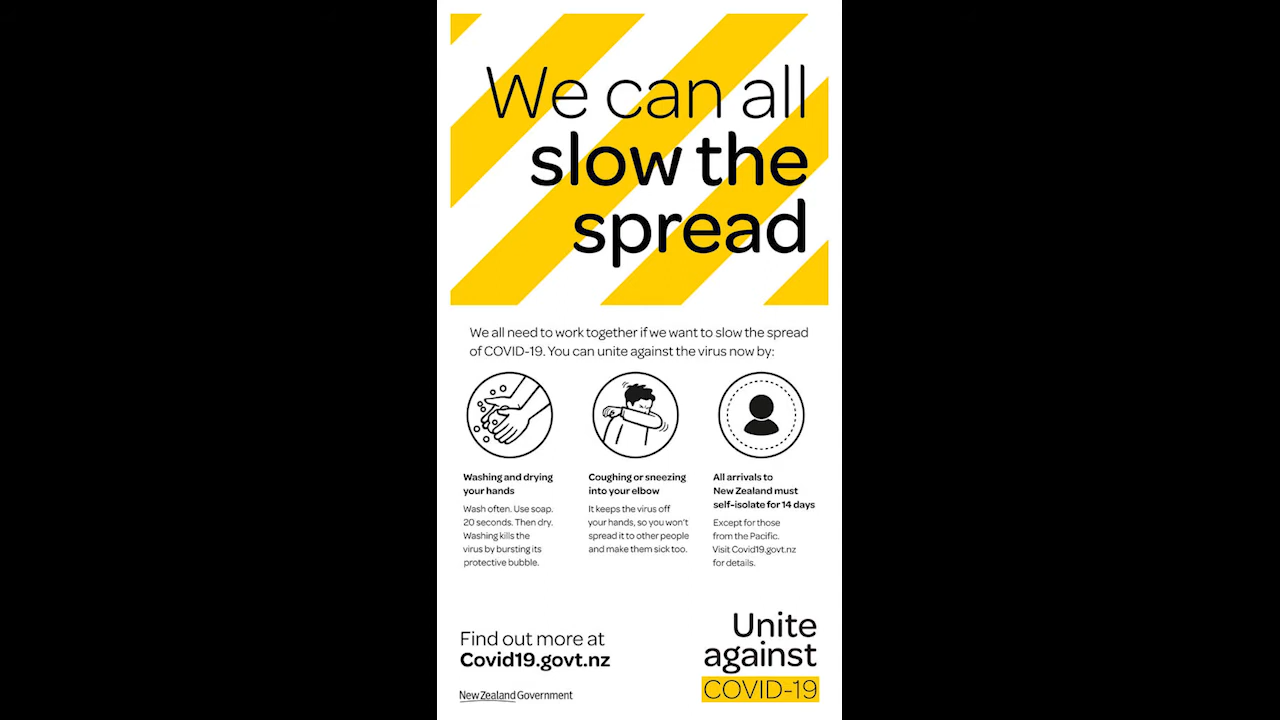 We can all
slow the
spread
We all need to work together if we want to slow the spread
of COVID-19. You can unite against the virus now by:
Washing and drying
your hands
Wash often. Use soap.
20 seconds. Then dry.
Washing kills the
virus by bursting its
protective bubble.
Coughing or sneezing
into your elbow
It keeps the virus off
your hands, so you won't
spread it to other people
and make them sick too.
All arrivals to
New Zealand must
self-isolate for 14 days
Except for those
from the Pacific.
Visit Covid19.govt.nz
for details.
Find out more at
Covid19.govt.nz
New Zealand Government
Unite
against
COVID-19